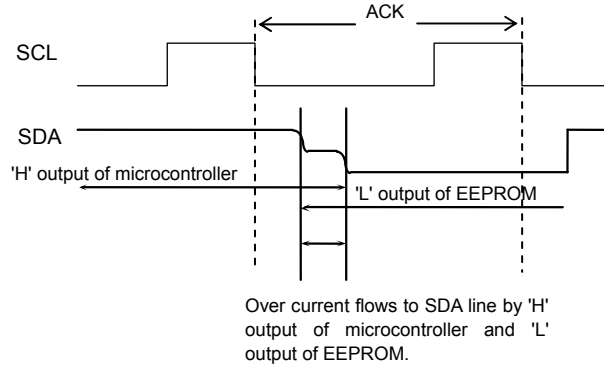 ACK
SCL
SDA
'H' output of microcontroller
'L' output of EEPROM
Over current flows to SDA line by 'H'
output of microcontroller and 'L'
output of EEPROM.